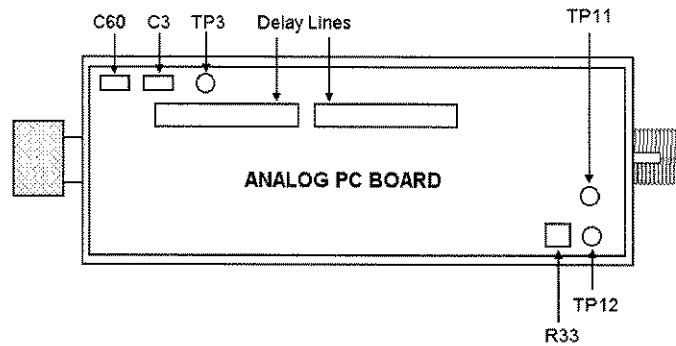 TP11
C60 C3 TP3 Delay Lines
ANALOG PC BOARD
TP12
R33